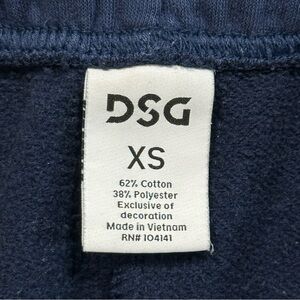 DSG
XS
62% Cotton
38% Polyester
Exclusive of
decoration
Made in Vietnam
RN# 104141